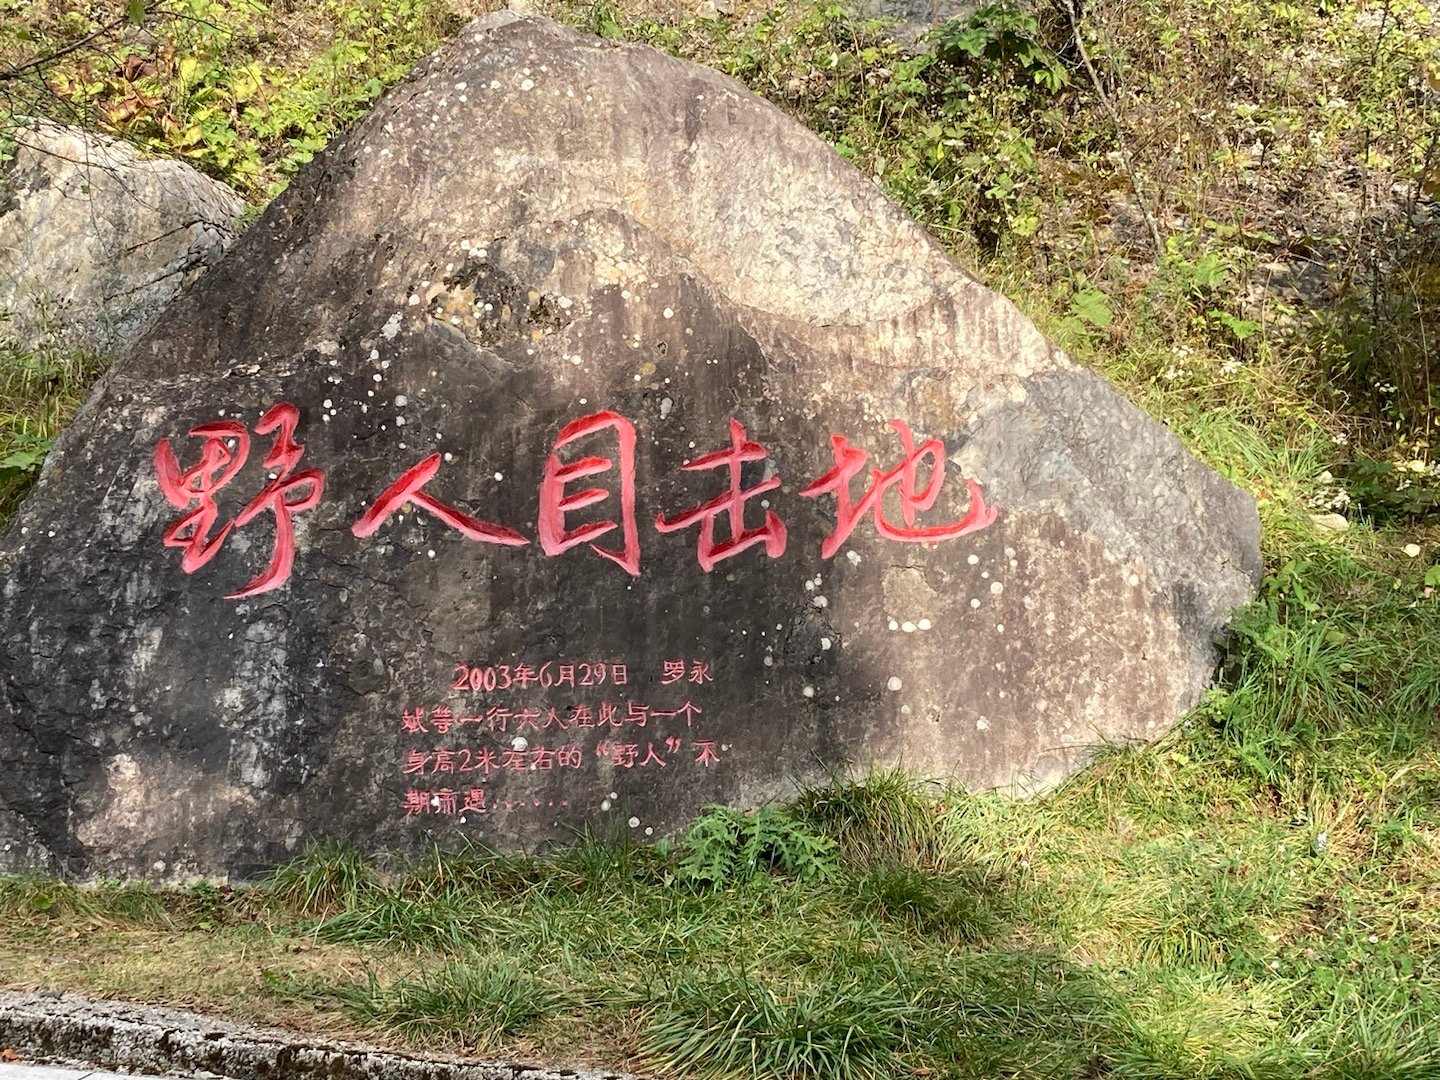 野人目击地
2003年6月29日 罗永
斌等一行六人在此与一个
身高2米左右的“野人”不
期而遇......